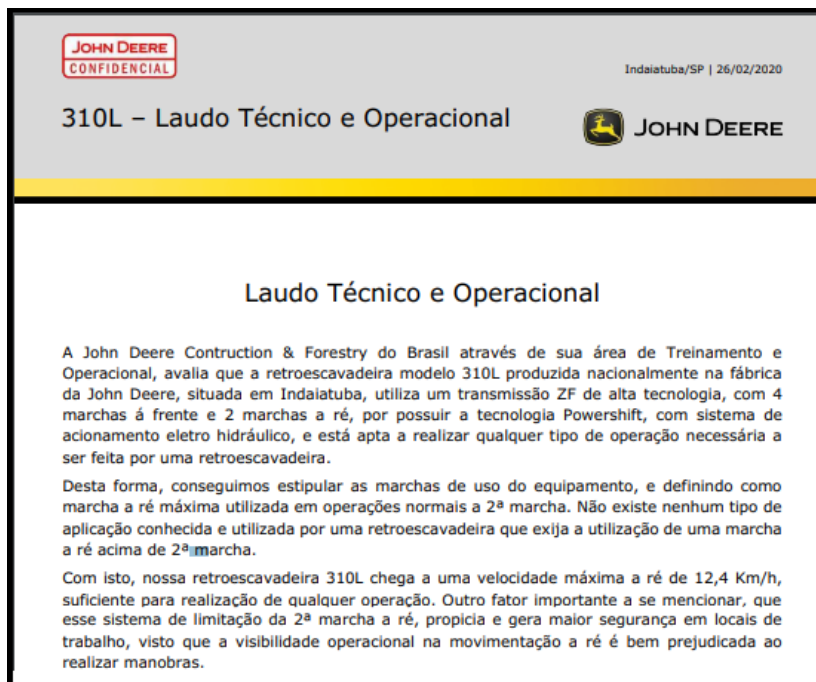 JOHN DEERE
CONFIDENCIAL
Indaiatuba/SP | 26/02/2020
310L – Laudo Técnico e Operacional
JOHN DEERE
Laudo Técnico e Operacional
A John Deere Contruction & Forestry do Brasil através de sua área de Treinamento e
Operacional, avalia que a retroescavadeira modelo 310L produzida nacionalmente na fábrica
da John Deere, situada em Indaiatuba, utiliza um transmissão ZF de alta tecnologia, com 4
marchas á frente e 2 marchas a ré, por possuir a tecnologia Powershift, com sistema de
acionamento eletro hidráulico, e está apta a realizar qualquer tipo de operação necessária a
ser feita por uma retroescavadeira.
Desta forma, conseguimos estipular as marchas de uso do equipamento, e definindo como
marcha a ré máxima utilizada em operações normais a 2ª marcha. Não existe nenhum tipo de
aplicação conhecida e utilizada por uma retroescavadeira que exija a utilização de uma marcha
a ré acima de 2ª marcha.
Com isto, nossa retroescavadeira 310L chega a uma velocidade máxima a ré de 12,4 Km/h,
suficiente para realização de qualquer operação. Outro fator importante a se mencionar, que
esse sistema de limitação da 2ª marcha a ré, propicia e gera maior segurança em locais de
trabalho, visto que a visibilidade operacional na movimentação a ré é bem prejudicada ao
realizar manobras.